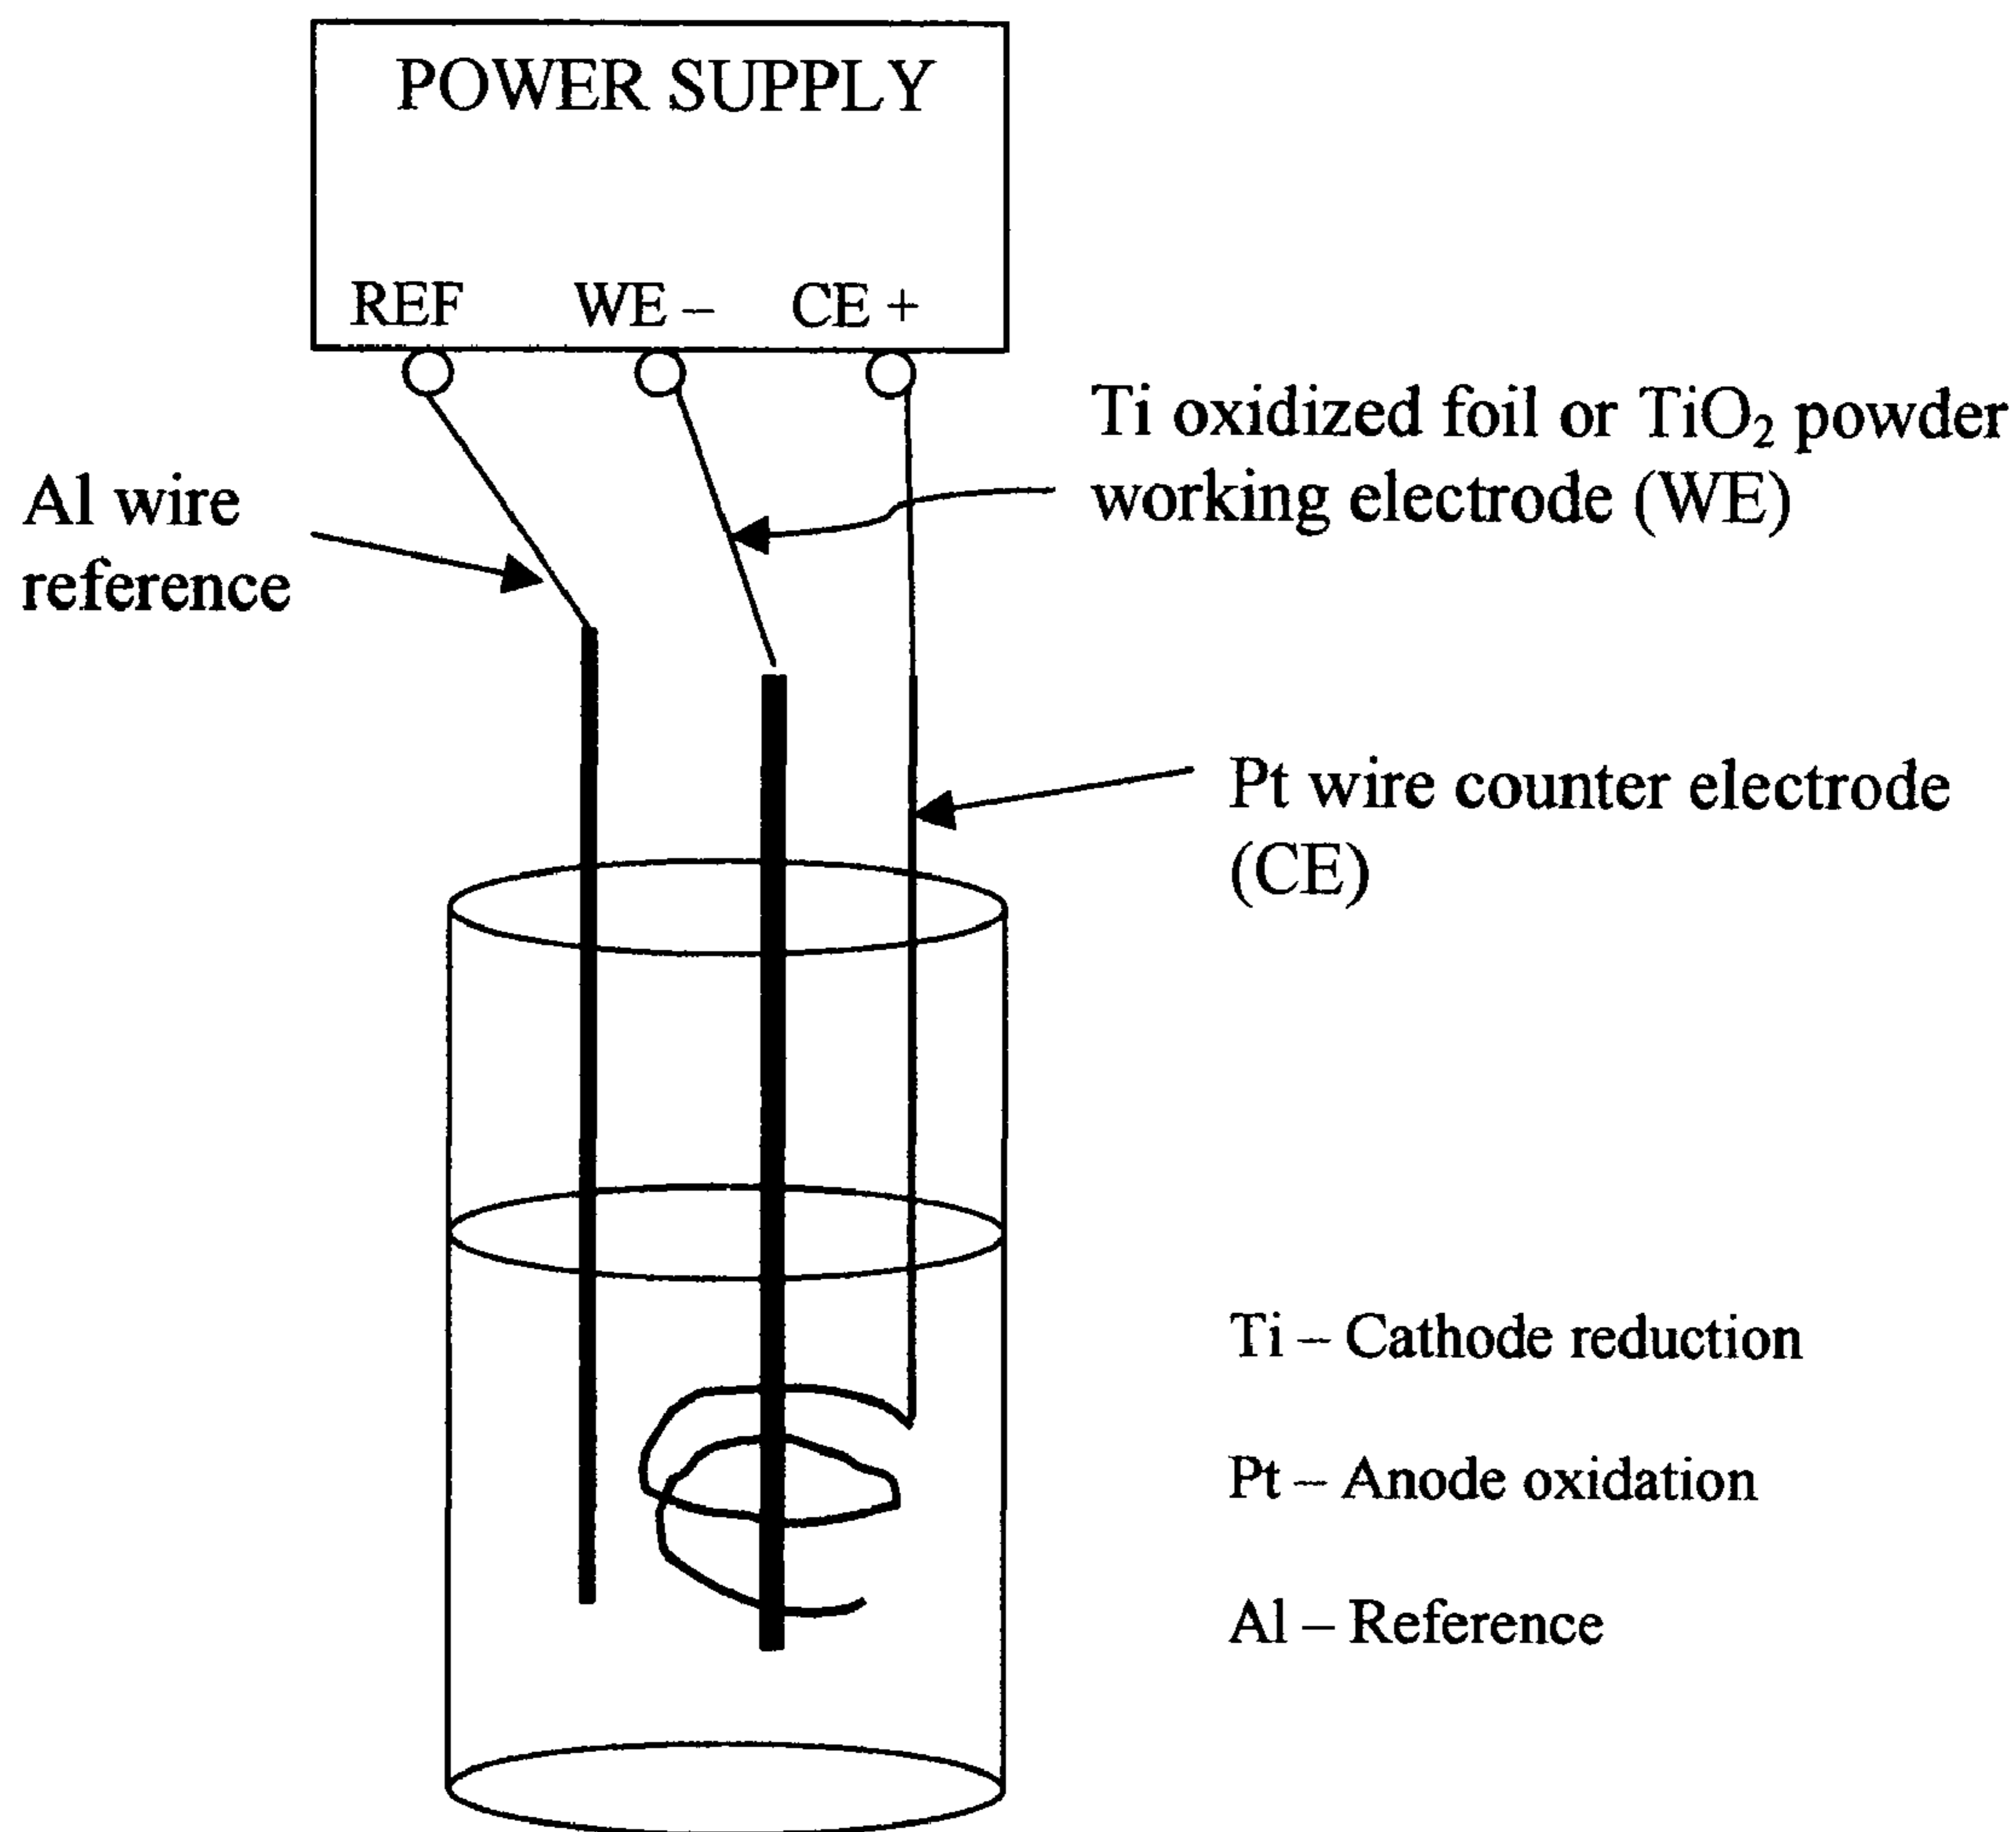 POWER SUPPLY
REF WE – CE +
Al wire
reference
Ti oxidized foil or TiO₂ powder
working electrode (WE)
Pt wire counter electrode
(CE)
Ti – Cathode reduction
Pt – Anode oxidation
Al – Reference